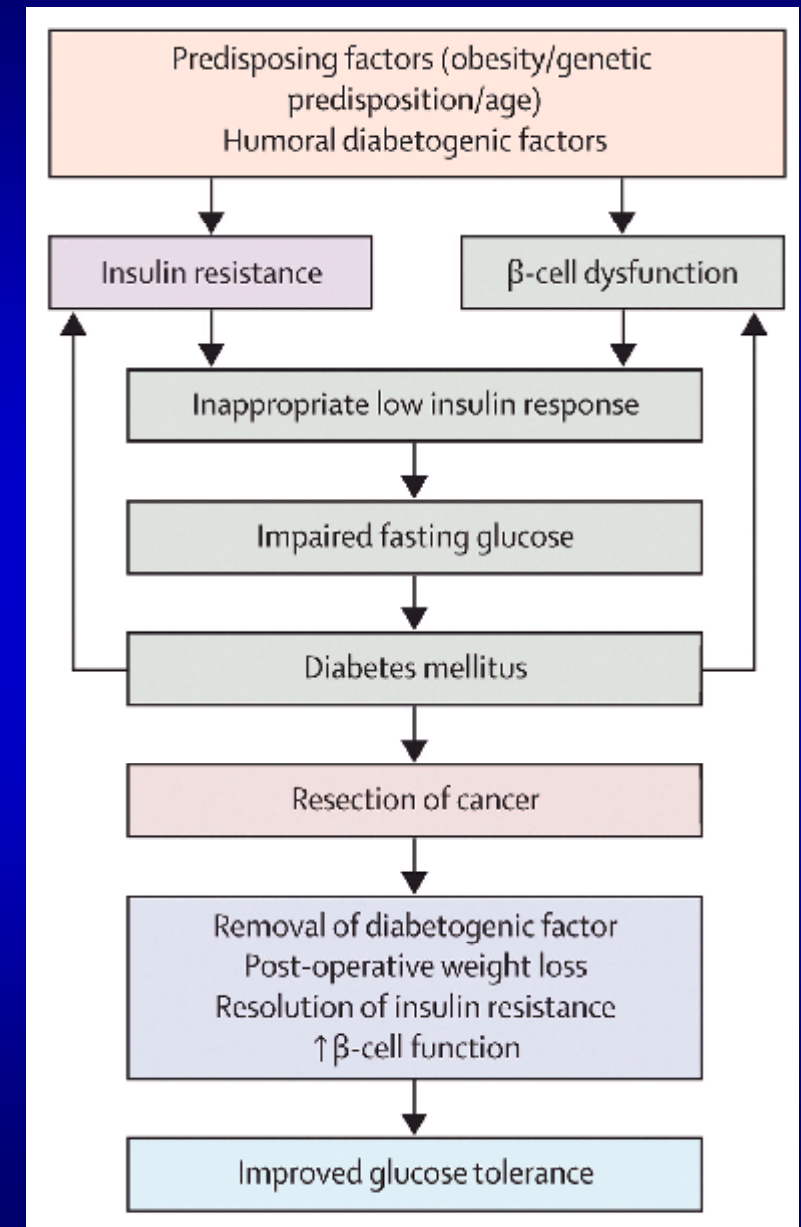 Predisposing factors (obesity/genetic
predisposition/age)
Humoral diabetogenic factors
Insulin resistance
β-cell dysfunction
Inappropriate low insulin response
Impaired fasting glucose
Diabetes mellitus
Resection of cancer
Removal of diabetogenic factor
Post-operative weight loss
Resolution of insulin resistance
↑β-cell function
Improved glucose tolerance